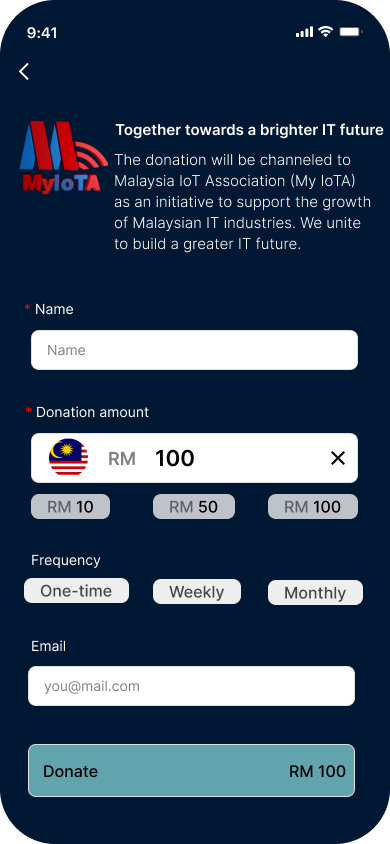 9:41
Together towards a brighter IT future
The donation will be channeled to
Malaysia IoT Association (My IoTA)
as an initiative to support the growth
of Malaysian IT industries. We unite
to build a greater IT future.
MyIoTA
* Name
Name
* Donation amount
RM 100 ✕
RM 10 RM 50 RM 100
Frequency
One-time Weekly Monthly
Email
you@mail.com
Donate RM 100